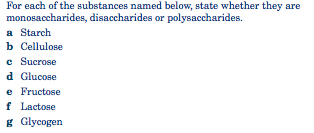 For each of the substances named below, state whether they are
monosaccharides, disaccharides or polysaccharides.
a Starch
b Cellulose
c Sucrose
d Glucose
e Fructose
f Lactose
g Glycogen